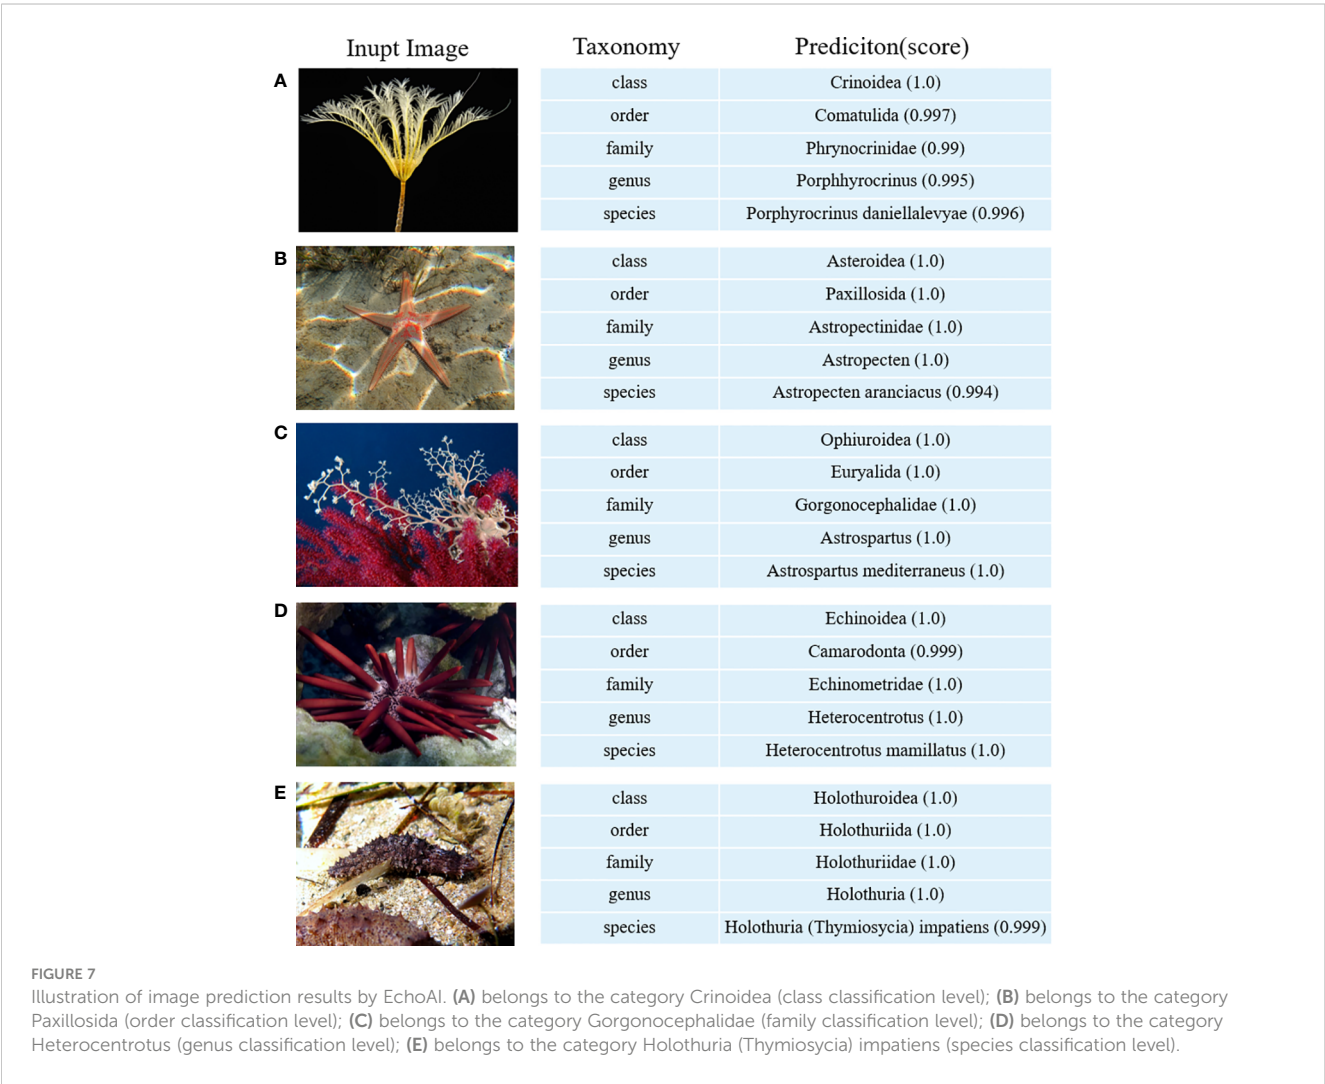 Inupt Image Taxonomy Prediciton(score)
A
class Crinoidea (1.0)
order Comatulida (0.997)
family Phrynocrinidae (0.99)
genus Porphhyrocrinus (0.995)
species Porphyrocrinus daniellalevyae (0.996)
B
class Asteroidea (1.0)
order Paxillosida (1.0)
family Astropectinidae (1.0)
genus Astropecten (1.0)
species Astropecten aranciacus (0.994)
C
class Ophiuroidea (1.0)
order Euryalida (1.0)
family Gorgonocephalidae (1.0)
genus Astrospartus (1.0)
species Astrospartus mediterraneus (1.0)
D
class Echinoidea (1.0)
order Camarodonta (0.999)
family Echinometridae (1.0)
genus Heterocentrotus (1.0)
species Heterocentrotus mamillatus (1.0)
E
class Holothuroidea (1.0)
order Holothuriida (1.0)
family Holothuriidae (1.0)
genus Holothuria (1.0)
species Holothuria (Thymiosycia) impatiens (0.999)
FIGURE 7
Illustration of image prediction results by EchoAI. (A) belongs to the category Crinoidea (class classification level); (B) belongs to the category
Paxillosida (order classification level); (C) belongs to the category Gorgonocephalidae (family classification level); (D) belongs to the category
Heterocentrotus (genus classification level); (E) belongs to the category Holothuria (Thymiosycia) impatiens (species classification level).